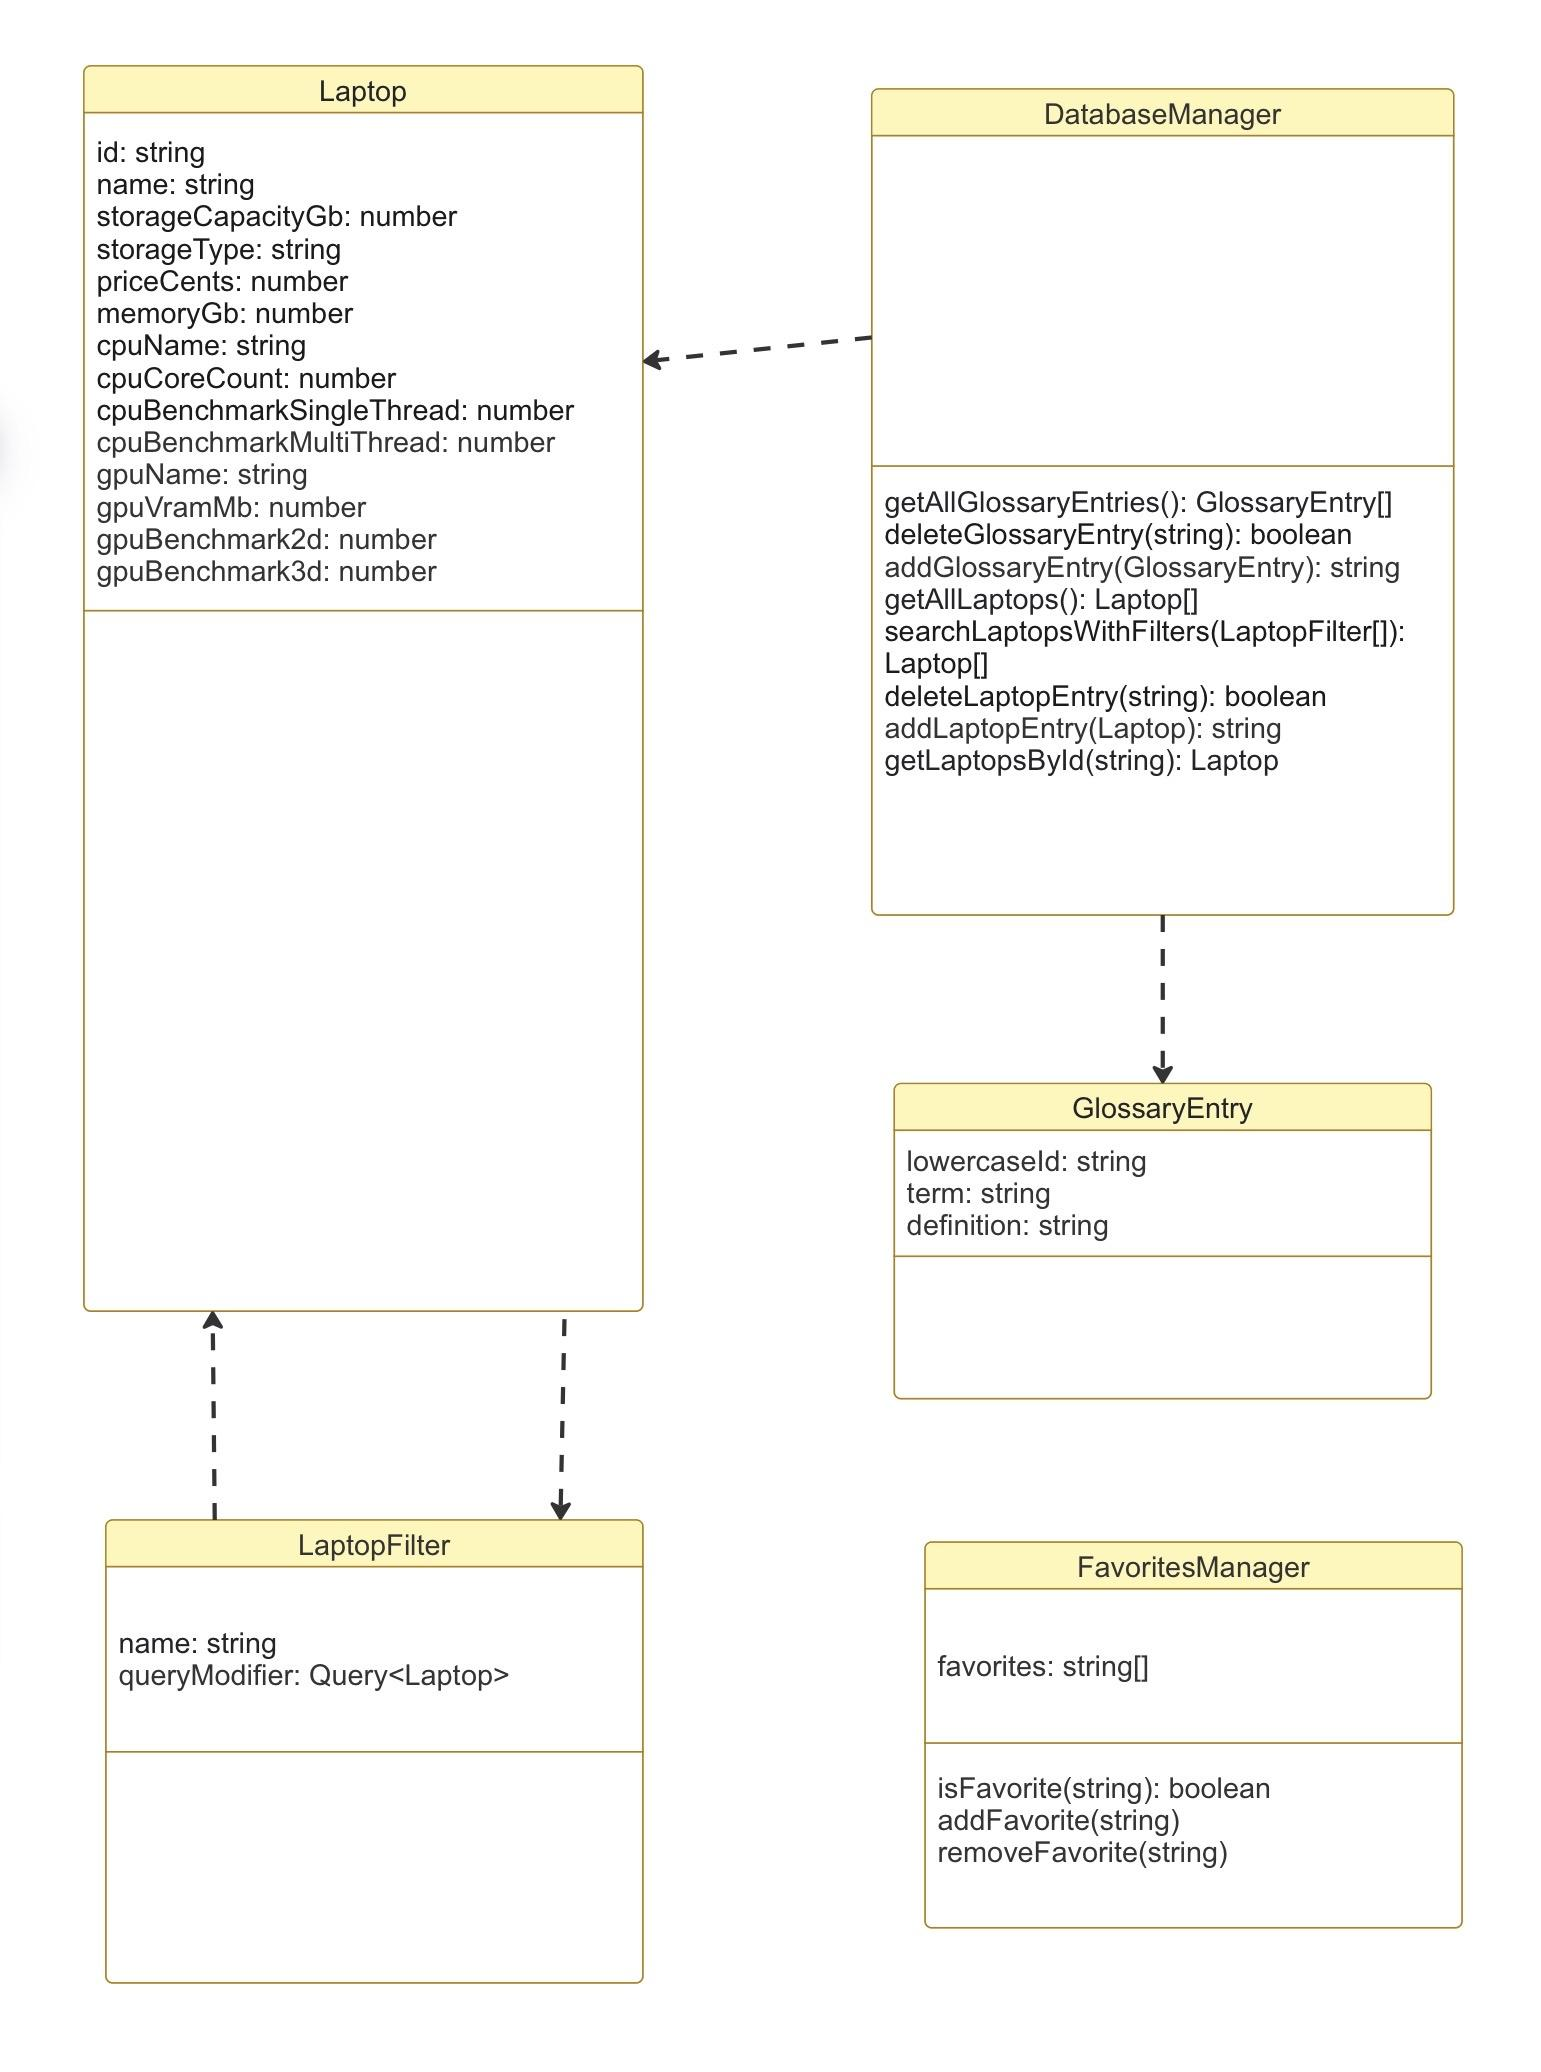 Laptop
id: string
name: string
storageCapacityGb: number
storageType: string
priceCents: number
memoryGb: number
cpuName: string
cpuCoreCount: number
cpuBenchmarkSingleThread: number
cpuBenchmarkMultiThread: number
gpuName: string
gpuVramMb: number
gpuBenchmark2d: number
gpuBenchmark3d: number
DatabaseManager
getAllGlossaryEntries(): GlossaryEntry[]
deleteGlossaryEntry(string): boolean
addGlossaryEntry(GlossaryEntry): string
getAllLaptops(): Laptop[]
searchLaptopsWithFilters(LaptopFilter[]):
Laptop[]
deleteLaptopEntry(string): boolean
addLaptopEntry(Laptop): string
getLaptopsById(string): Laptop
GlossaryEntry
lowercaseId: string
term: string
definition: string
LaptopFilter
name: string
queryModifier: Query<Laptop>
FavoritesManager
favorites: string[]
isFavorite(string): boolean
addFavorite(string)
removeFavorite(string)